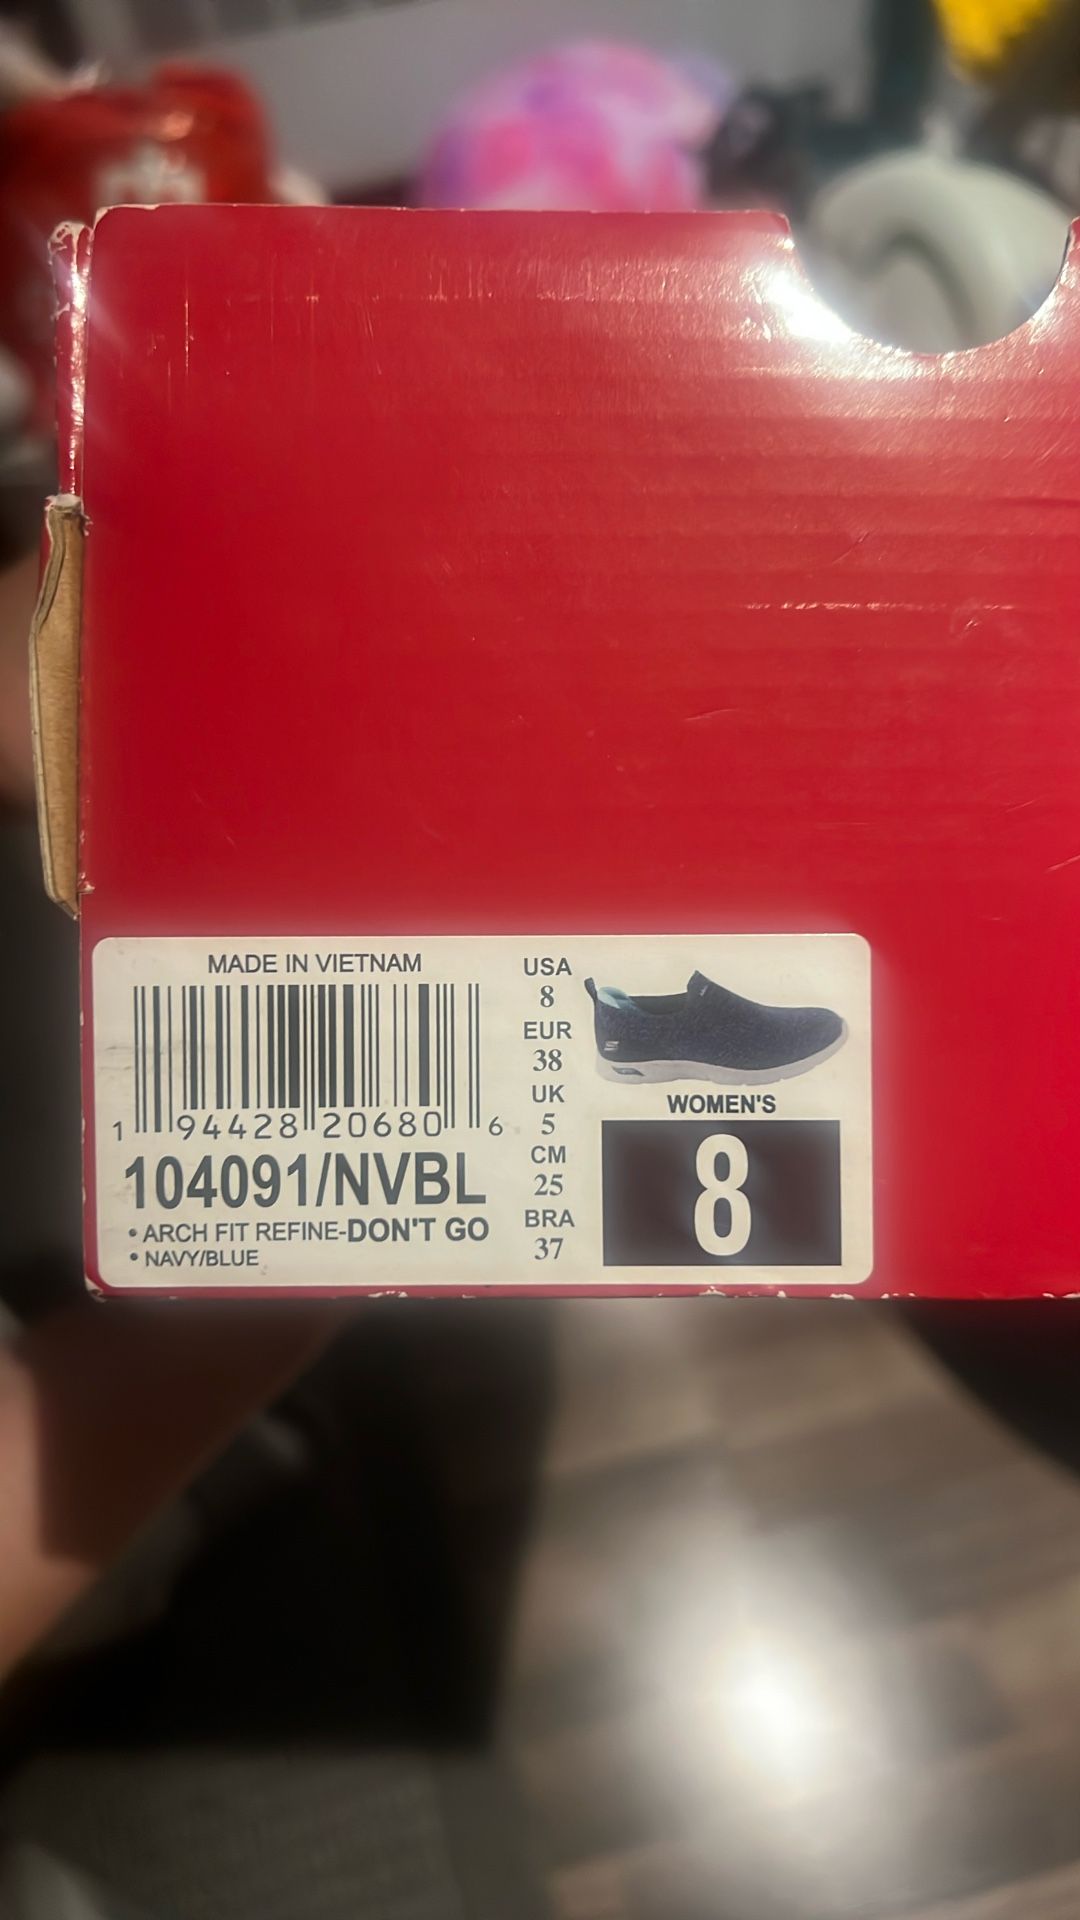 MADE IN VIETNAM
1 94428 20680 6
104091/NVBL
• ARCH FIT REFINE-DON'T GO
• NAVY/BLUE
USA
8
EUR
38
UK
5
CM
25
BRA
37
WOMEN'S
8